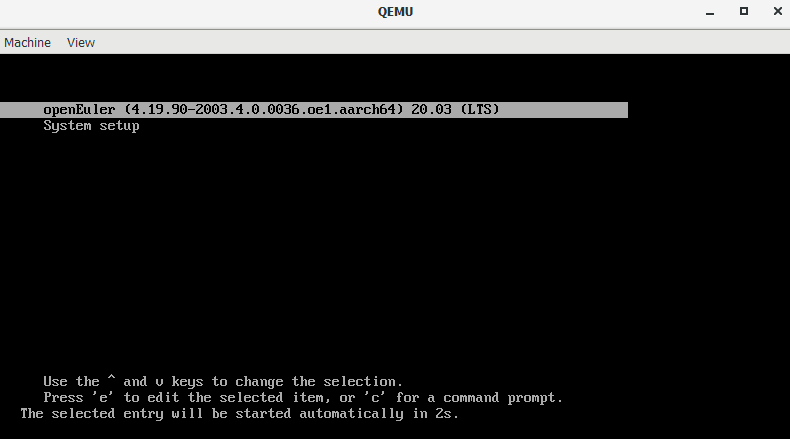 QEMU
Machine View
openEuler (4.19.90-2003.4.0.0036.oe1.aarch64) 20.03 (LTS)
System setup
Use the ^ and v keys to change the selection.
Press 'e' to edit the selected item, or 'c' for a command prompt.
The selected entry will be started automatically in 2s.